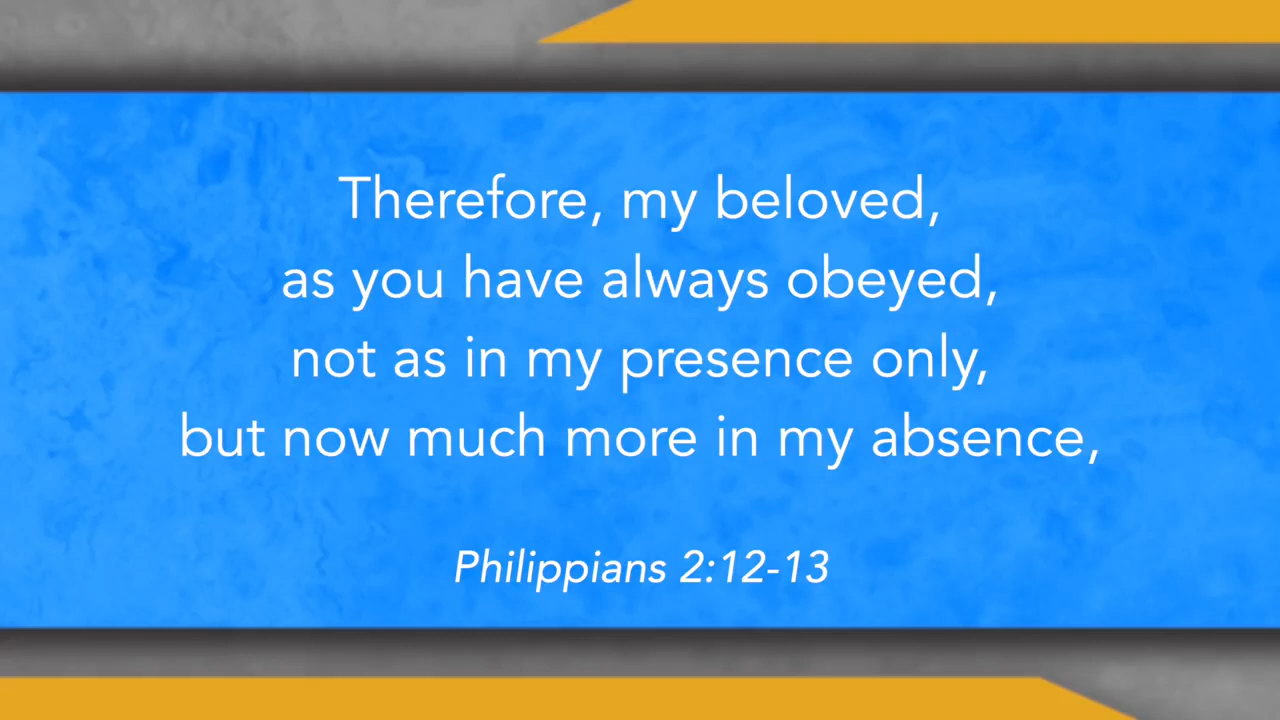 Therefore, my beloved,
as you have always obeyed,
not as in my presence only,
but now much more in my absence,
Philippians 2:12-13